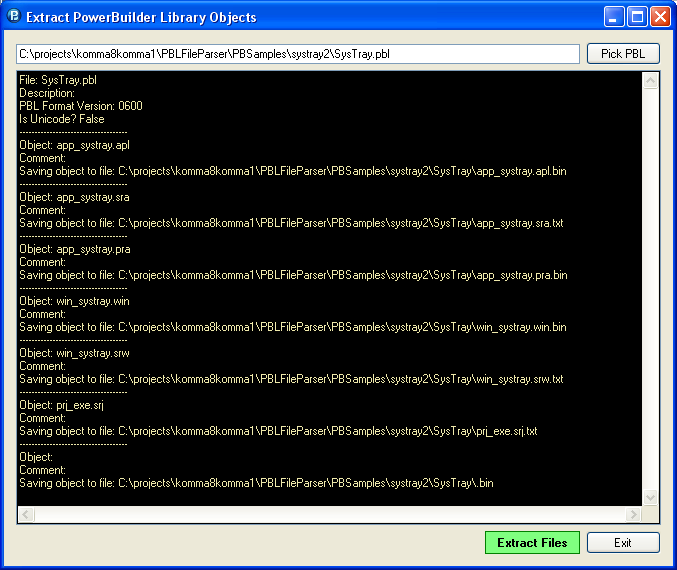 Extract PowerBuilder Library Objects
C:\projects\komma8komma1\PBLFileParser\PBSamples\systray2\SysTray.pbl
Pick PBL
File: SysTray.pbl
Description:
PBL Format Version: 0600
Is Unicode? False
------------------------------------
Object: app_systray.apl
Comment:
Saving object to file: C:\projects\komma8komma1\PBLFileParser\PBSamples\systray2\SysTray\app_systray.apl.bin
------------------------------------
Object: app_systray.sra
Comment:
Saving object to file: C:\projects\komma8komma1\PBLFileParser\PBSamples\systray2\SysTray\app_systray.sra.txt
------------------------------------
Object: app_systray.pra
Comment:
Saving object to file: C:\projects\komma8komma1\PBLFileParser\PBSamples\systray2\SysTray\app_systray.pra.bin
------------------------------------
Object: win_systray.win
Comment:
Saving object to file: C:\projects\komma8komma1\PBLFileParser\PBSamples\systray2\SysTray\win_systray.win.bin
------------------------------------
Object: win_systray.srw
Comment:
Saving object to file: C:\projects\komma8komma1\PBLFileParser\PBSamples\systray2\SysTray\win_systray.srw.txt
------------------------------------
Object: prj_exe.srj
Comment:
Saving object to file: C:\projects\komma8komma1\PBLFileParser\PBSamples\systray2\SysTray\prj_exe.srj.txt
------------------------------------
Object:
Comment:
Saving object to file: C:\projects\komma8komma1\PBLFileParser\PBSamples\systray2\SysTray\.bin
Extract Files
Exit